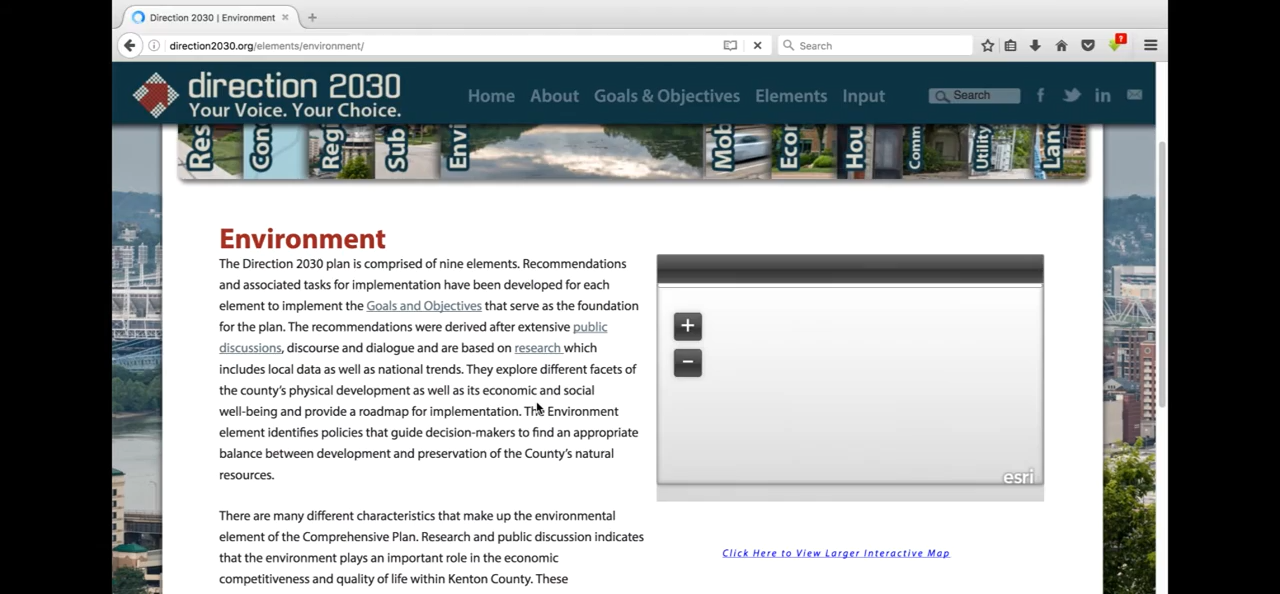 Direction 2030 | Environment
direction2030.org/elements/environment/
Search
?
direction 2030
Your Voice. Your Choice.
Home About Goals & Objectives Elements Input
Search
f in
Res Con Regi Sub Envi Mob Econ Hou Comm Utility Lan
Environment
The Direction 2030 plan is comprised of nine elements. Recommendations
and associated tasks for implementation have been developed for each
element to implement the Goals and Objectives that serve as the foundation
for the plan. The recommendations were derived after extensive public
discussions, discourse and dialogue and are based on research which
includes local data as well as national trends. They explore different facets of
the county's physical development as well as its economic and social
well-being and provide a roadmap for implementation. The Environment
element identifies policies that guide decision-makers to find an appropriate
balance between development and preservation of the County's natural
resources.
There are many different characteristics that make up the environmental
element of the Comprehensive Plan. Research and public discussion indicates
that the environment plays an important role in the economic
competitiveness and quality of life within Kenton County. These
+
−
esri
Click Here to View Larger Interactive Map